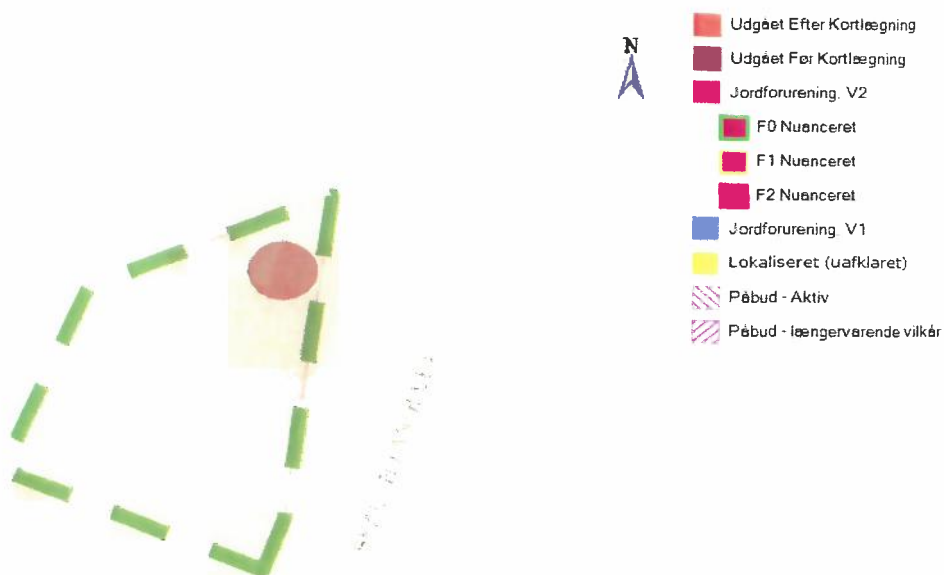 N
Udgået Efter Kortlægning
Udgået Før Kortlægning
Jordforurening, V2
F0 Nuanceret
F1 Nuanceret
F2 Nuanceret
Jordforurening, V1
Lokaliseret (uafklaret)
Påbud - Aktiv
Påbud - længervarende vilkår